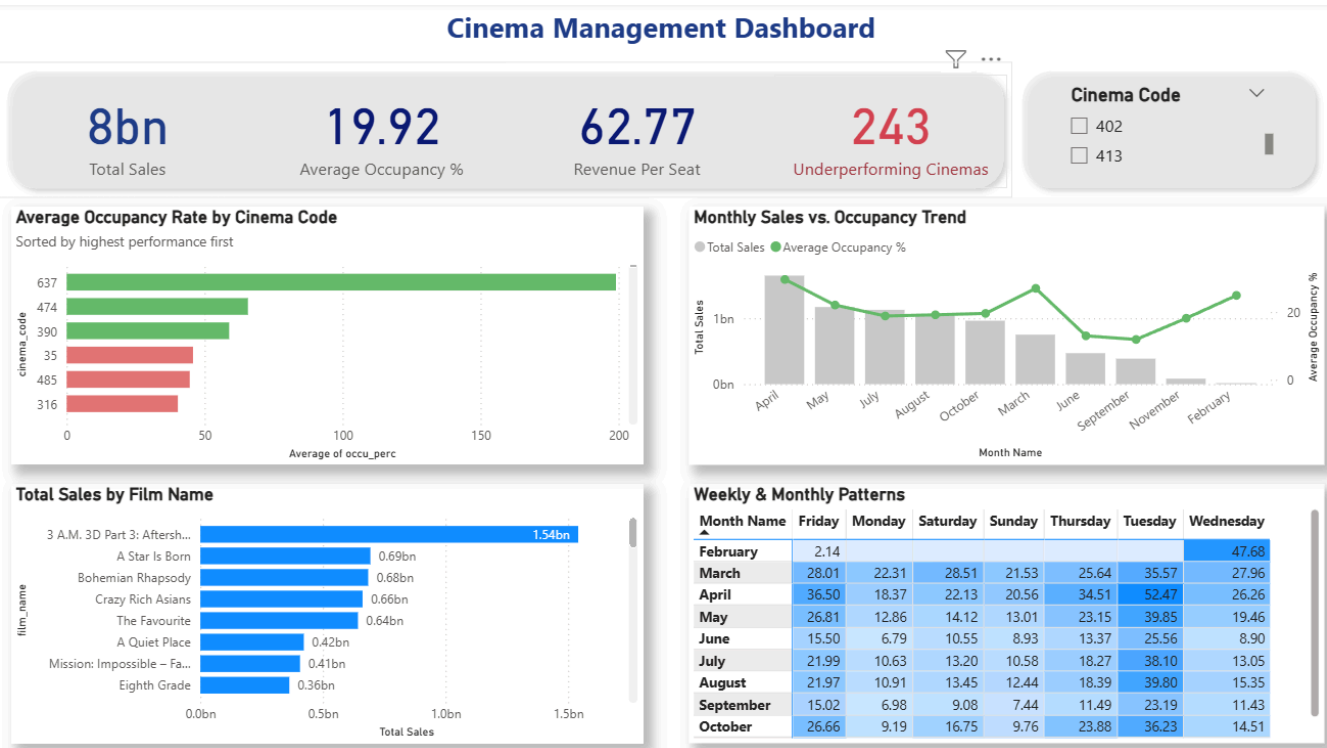 Cinema Management Dashboard
8bn
Total Sales
19.92
Average Occupancy %
62.77
Revenue Per Seat
243
Underperforming Cinemas
Cinema Code
402
413
Average Occupancy Rate by Cinema Code
Sorted by highest performance first
cinema_code
637
474
390
35
485
316
0 50 100 150 200
Average of occu_perc
Monthly Sales vs. Occupancy Trend
Total Sales Average Occupancy %
Total Sales
1bn
0bn
20
0
Average Occupancy %
April May July August October March June September November February
Month Name
Total Sales by Film Name
film_name
3 A.M. 3D Part 3: Aftersh... 1.54bn
A Star Is Born 0.69bn
Bohemian Rhapsody 0.68bn
Crazy Rich Asians 0.66bn
The Favourite 0.64bn
A Quiet Place 0.42bn
Mission: Impossible – Fa... 0.41bn
Eighth Grade 0.36bn
0.0bn 0.5bn 1.0bn 1.5bn
Total Sales
Weekly & Monthly Patterns
Month Name Friday Monday Saturday Sunday Thursday Tuesday Wednesday
February 2.14 47.68
March 28.01 22.31 28.51 21.53 25.64 35.57 27.96
April 36.50 18.37 22.13 20.56 34.51 52.47 26.26
May 26.81 12.86 14.12 13.01 23.15 39.85 19.46
June 15.50 6.79 10.55 8.93 13.37 25.56 8.90
July 21.99 10.63 13.20 10.58 18.27 38.10 13.05
August 21.97 10.91 13.45 12.44 18.39 39.80 15.35
September 15.02 6.98 9.08 7.44 11.49 23.19 11.43
October 26.66 9.19 16.75 9.76 23.88 36.23 14.51